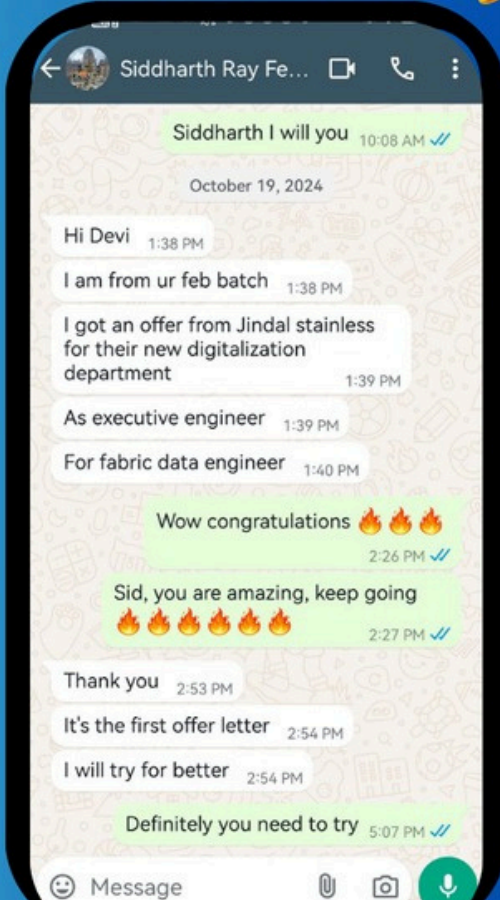 Siddharth Ray Fe...
Siddharth I will you 10:08 AM
October 19, 2024
Hi Devi 1:38 PM
I am from ur feb batch 1:38 PM
I got an offer from Jindal stainless
for their new digitalization
department 1:39 PM
As executive engineer 1:39 PM
For fabric data engineer 1:40 PM
Wow congratulations 🔥🔥🔥
2:26 PM
Sid, you are amazing, keep going
🔥🔥🔥🔥🔥🔥 2:27 PM
Thank you 2:53 PM
It's the first offer letter 2:54 PM
I will try for better 2:54 PM
Definitely you need to try 5:07 PM
Message